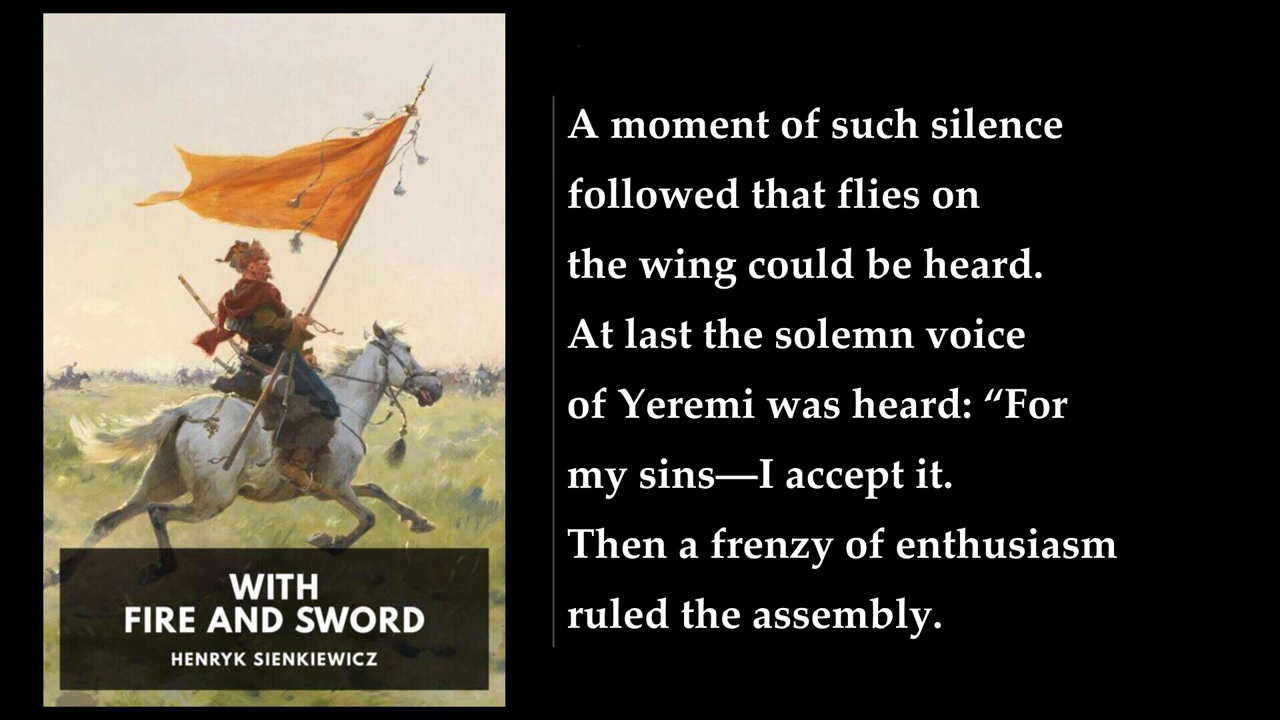 WITH
FIRE AND SWORD
HENRYK SIENKIEWICZ
A moment of such silence
followed that flies on
the wing could be heard.
At last the solemn voice
of Yeremi was heard: “For
my sins—I accept it.
Then a frenzy of enthusiasm
ruled the assembly.